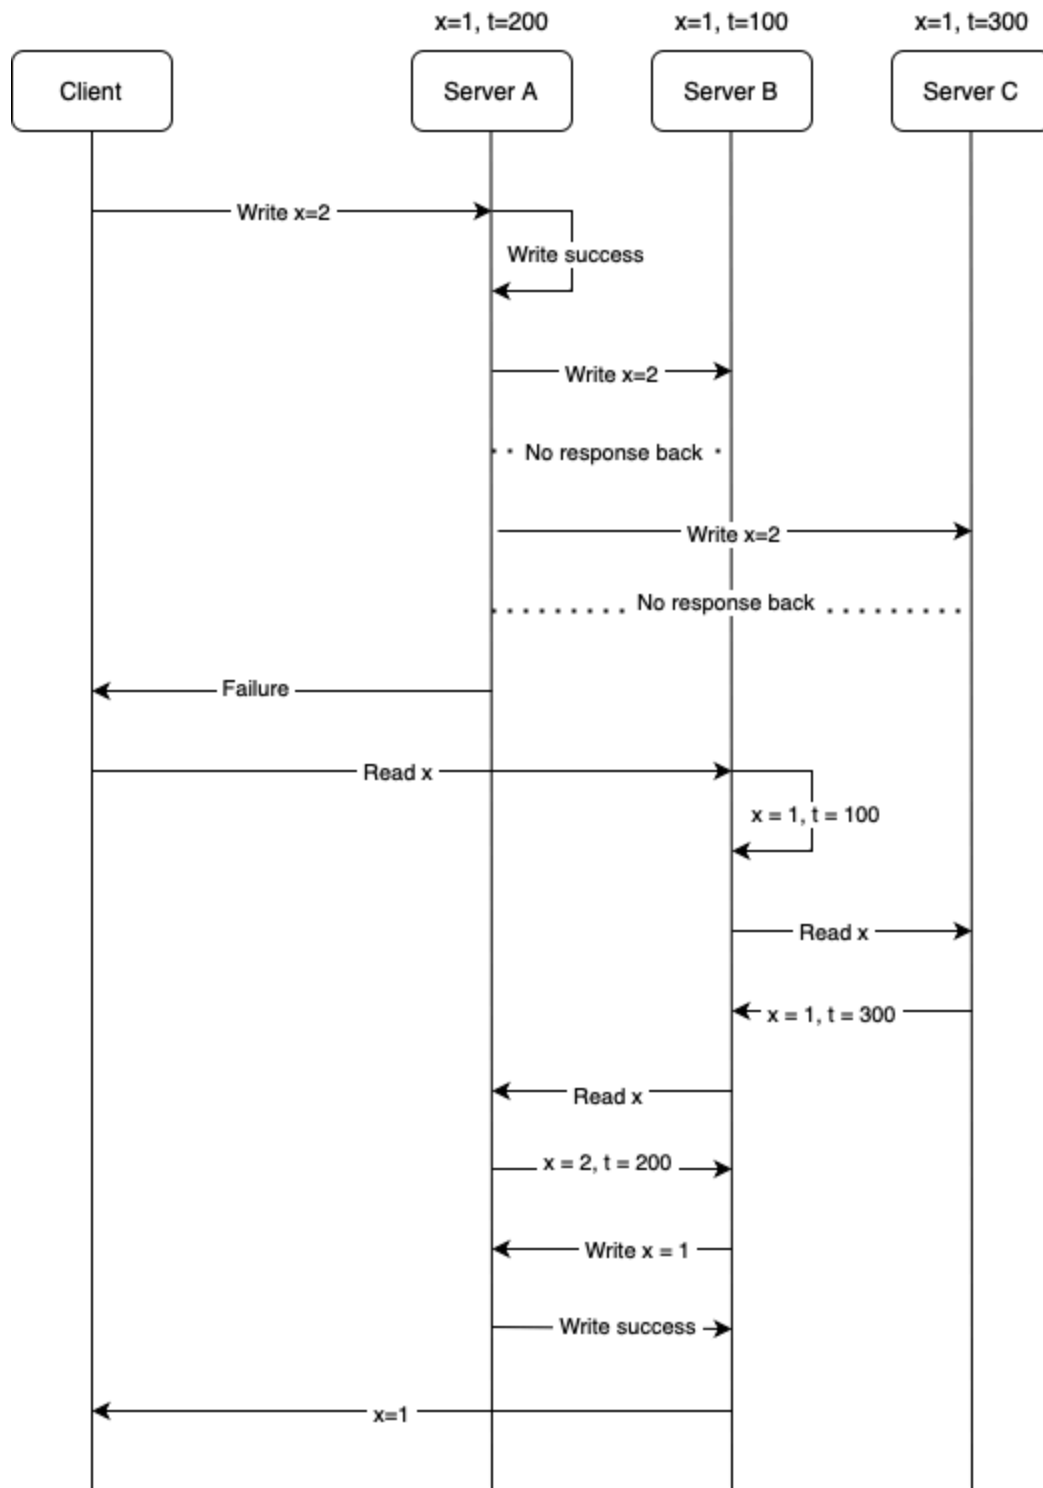 x=1, t=200
x=1, t=100
x=1, t=300
Client
Server A
Server B
Server C
Write x=2
Write success
Write x=2
No response back
Write x=2
No response back
Failure
Read x
x = 1, t = 100
Read x
x = 1, t = 300
Read x
x = 2, t = 200
Write x = 1
Write success
x=1